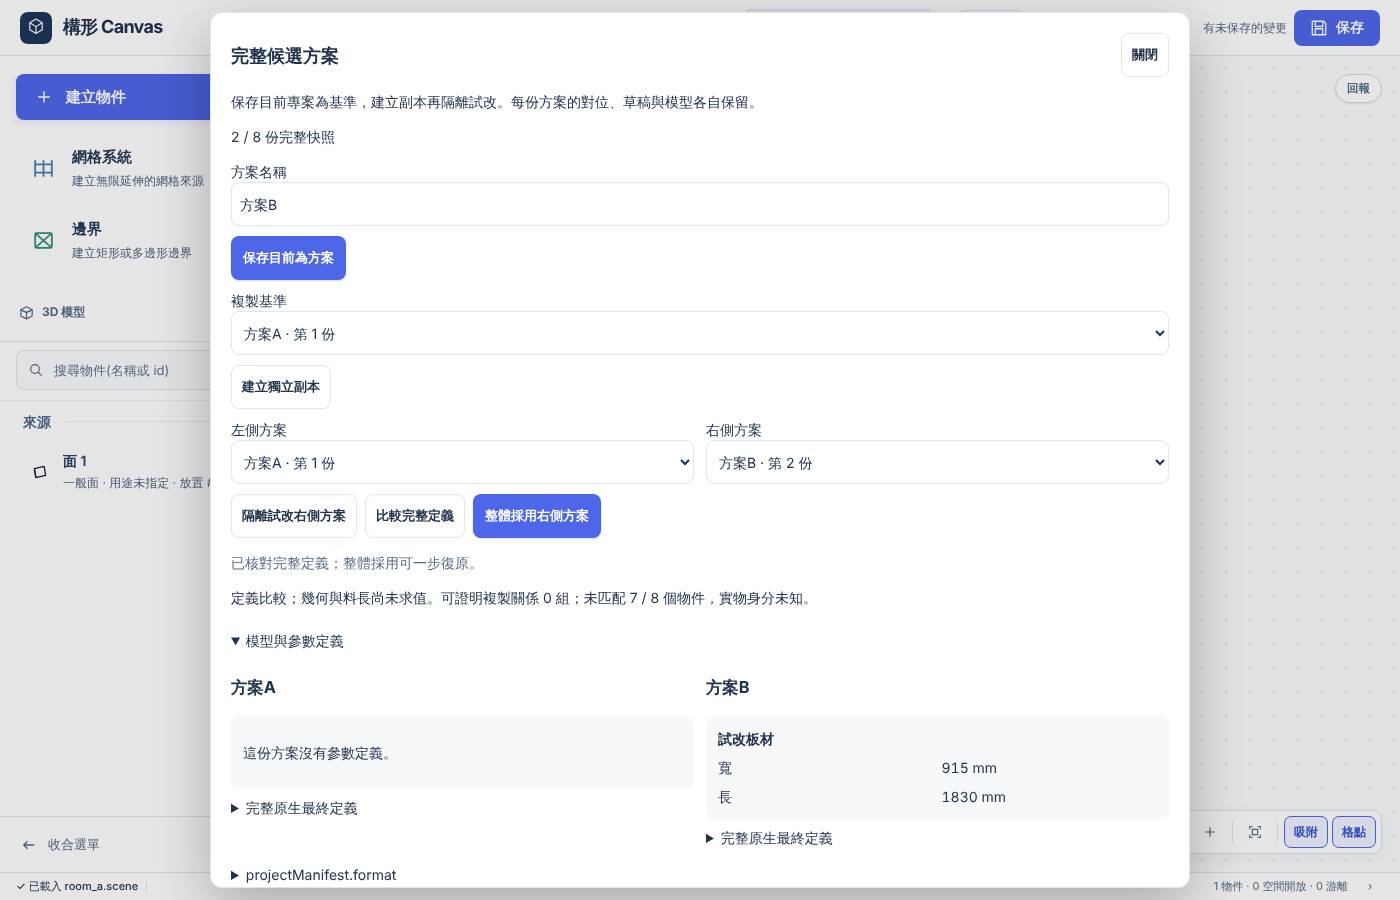 構形 Canvas
有未保存的變更
保存
建立物件
回報
網格系統
建立無限延伸的網格來源
邊界
建立矩形或多邊形邊界
3D 模型
搜尋物件(名稱或 id)
來源
面 1
一般面 · 用途未指定 · 放置
收合選單
✓ 已載入 room_a.scene
完整候選方案
關閉
保存目前專案為基準，建立副本再隔離試改。每份方案的對位、草稿與模型各自保留。
2 / 8 份完整快照
方案名稱
方案B
保存目前為方案
複製基準
方案A · 第 1 份
建立獨立副本
左側方案
右側方案
方案A · 第 1 份
方案B · 第 2 份
隔離試改右側方案
比較完整定義
整體採用右側方案
已核對完整定義；整體採用可一步復原。
定義比較；幾何與料長尚未求值。可證明複製關係 0 組；未匹配 7 / 8 個物件，實物身分未知。
▼ 模型與參數定義
方案A
方案B
這份方案沒有參數定義。
試改板材
寬 915 mm
長 1830 mm
▶ 完整原生最終定義
▶ 完整原生最終定義
▶ projectManifest.format
吸附
格點
1 物件 · 0 空間開放 · 0 游離